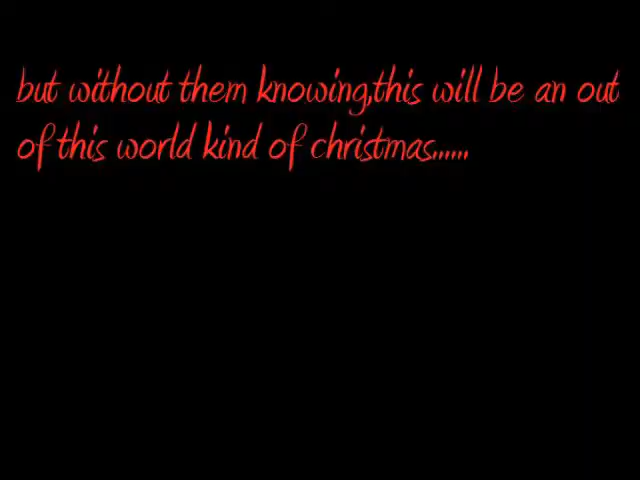 but without them knowing,this will be an out
of this world kind of christmas......